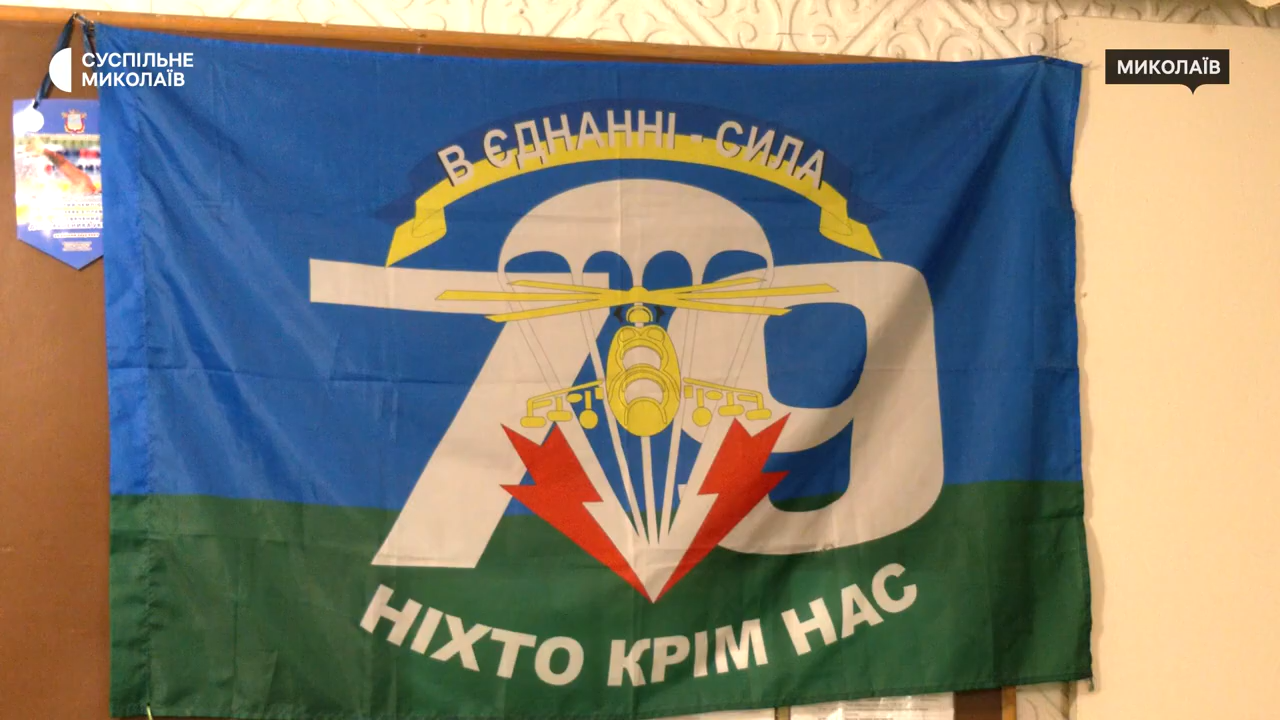 СУСПІЛЬНЕ
МИКОЛАЇВ
МИКОЛАЇВ
В ЄДНАННІ - СИЛА
79
НІХТО КРІМ НАС